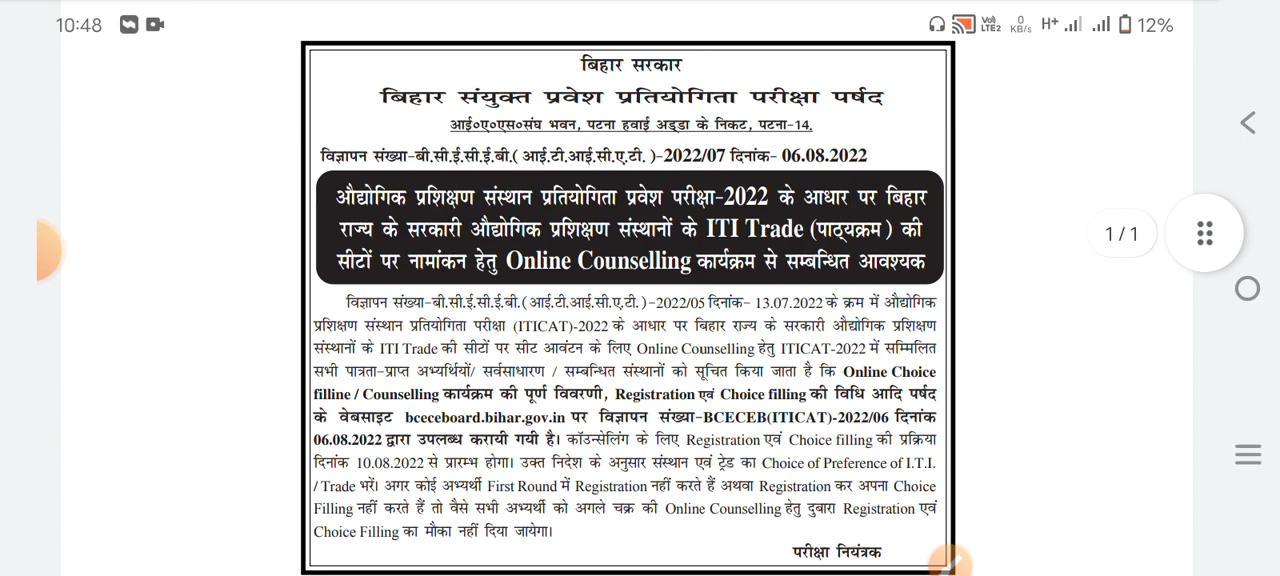 10:48
Vol) LTE2 0 KB/s H+ 12%
बिहार सरकार
बिहार संयुक्त प्रवेश प्रतियोगिता परीक्षा पर्षद
आई०ए०एस०संघ भवन, पटना हवाई अड्डा के निकट, पटना-14.
विज्ञापन संख्या-बी.सी.ई.सी.ई.बी.( आई.टी.आई.सी.ए.टी. )-2022/07 दिनांक- 06.08.2022
औद्योगिक प्रशिक्षण संस्थान प्रतियोगिता प्रवेश परीक्षा-2022 के आधार पर बिहार
राज्य के सरकारी औद्योगिक प्रशिक्षण संस्थानों के ITI Trade (पाठ्यक्रम ) की
सीटों पर नामांकन हेतु Online Counselling कार्यक्रम से सम्बन्धित आवश्यक
1 / 1
विज्ञापन संख्या-बी.सी.ई.सी.ई.बी.( आई.टी.आई.सी.ए.टी. )-2022/05 दिनांक- 13.07.2022 के क्रम में औद्योगिक
प्रशिक्षण संस्थान प्रतियोगिता परीक्षा (ITICAT)-2022 के आधार पर बिहार राज्य के सरकारी औद्योगिक प्रशिक्षण
संस्थानों के ITI Trade की सीटों पर सीट आवंटन के लिए Online Counselling हेतु ITICAT-2022 में सम्मिलित
सभी पात्रता-प्राप्त अभ्यर्थियों/ सर्वसाधारण / सम्बन्धित संस्थानों को सूचित किया जाता है कि Online Choice
filline / Counselling कार्यक्रम की पूर्ण विवरणी, Registration एवं Choice filling की विधि आदि पर्षद
के वेबसाइट bceceboard.bihar.gov.in पर विज्ञापन संख्या-BCECEB(ITICAT)-2022/06 दिनांक
06.08.2022 द्वारा उपलब्ध करायी गयी है। कॉउन्सेलिंग के लिए Registration एवं Choice filling की प्रक्रिया
दिनांक 10.08.2022 से प्रारम्भ होगा। उक्त निदेश के अनुसार संस्थान एवं ट्रेड का Choice of Preference of I.T.I.
/ Trade भरें। अगर कोई अभ्यर्थी First Round में Registration नहीं करते हैं अथवा Registration कर अपना Choice
Filling नहीं करते हैं तो वैसे सभी अभ्यर्थी को अगले चक्र की Online Counselling हेतु दुबारा Registration एवं
Choice Filling का मौका नहीं दिया जायेगा।
परीक्षा नियंत्रक